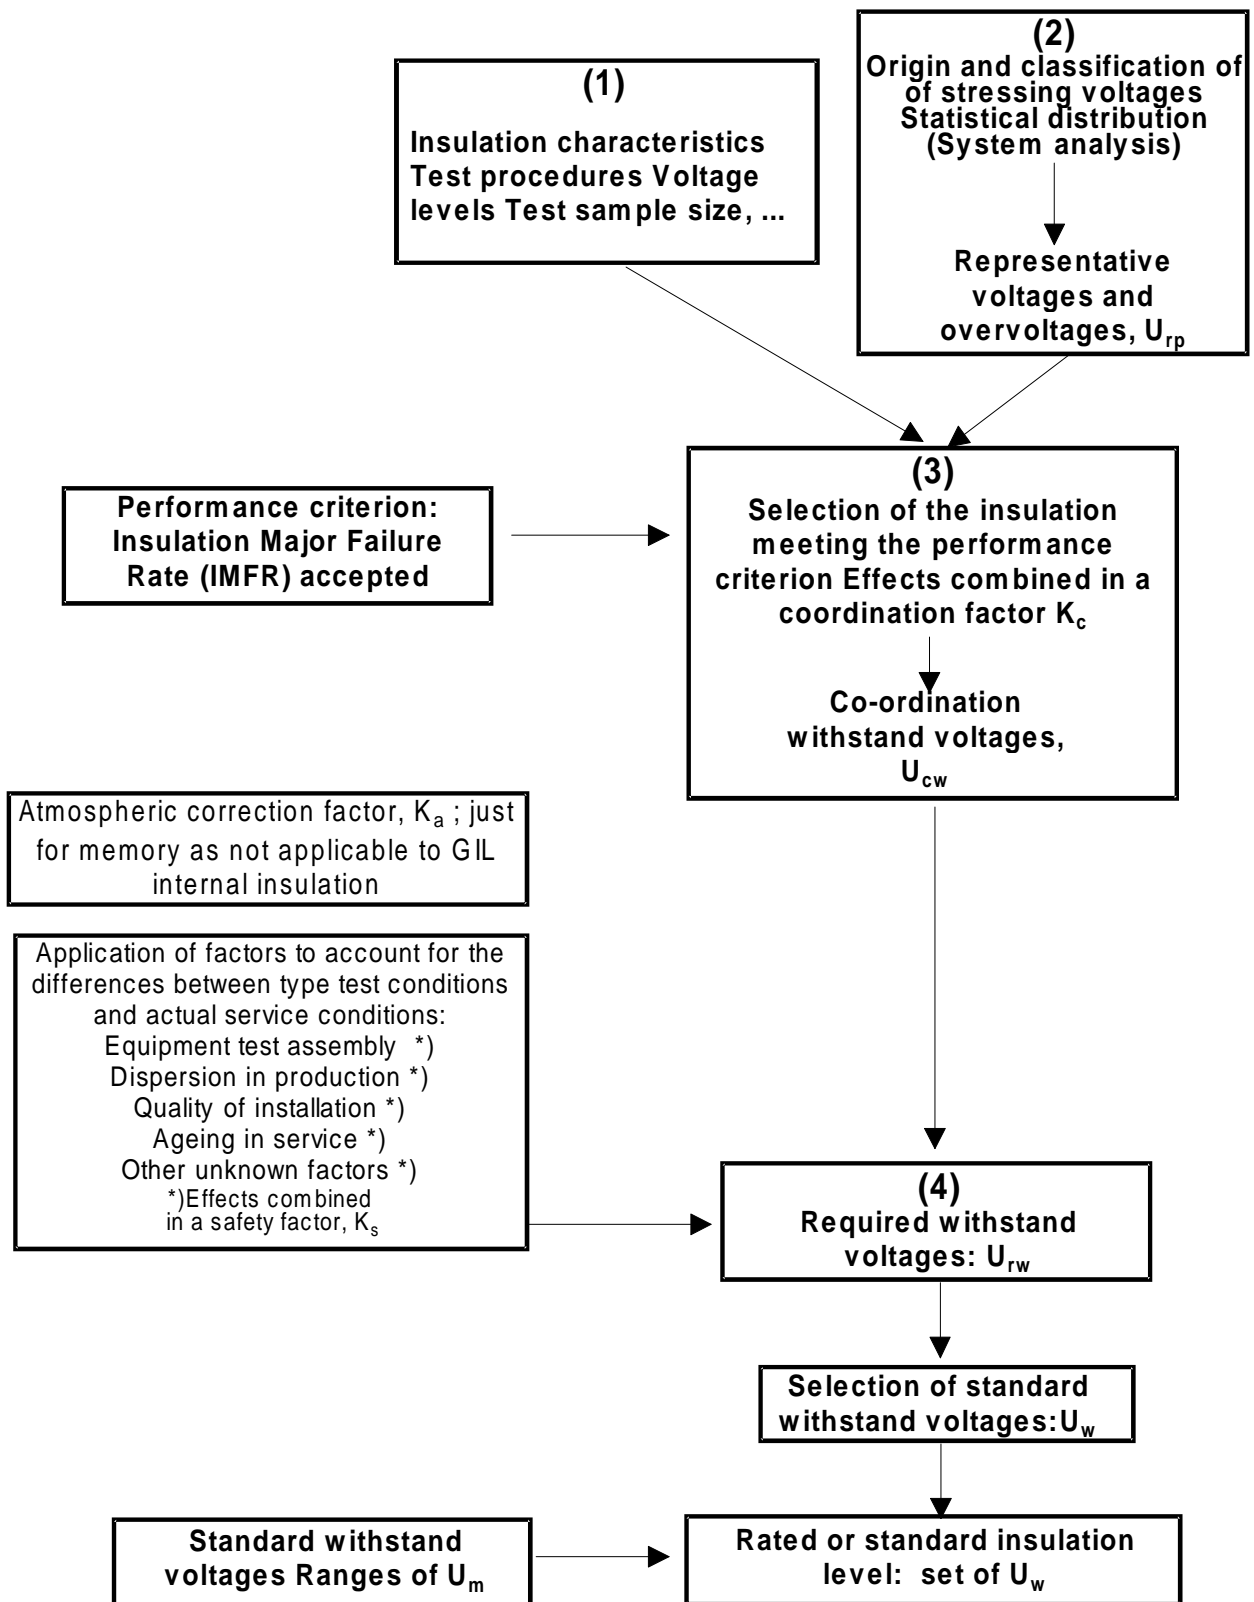 (1)
Insulation characteristics
Test procedures Voltage
levels Test sample size, ...
(2)
Origin and classification of
of stressing voltages
Statistical distribution
(System analysis)
Representative
voltages and
overvoltages, Urp
Performance criterion:
Insulation Major Failure
Rate (IMFR) accepted
(3)
Selection of the insulation
meeting the performance
criterion Effects combined in a
coordination factor Kc
Co-ordination
withstand voltages,
Ucw
Atmospheric correction factor, Ka ; just
for memory as not applicable to GIL
internal insulation
Application of factors to account for the
differences between type test conditions
and actual service conditions:
Equipment test assembly *)
Dispersion in production *)
Quality of installation *)
Ageing in service *)
Other unknown factors *)
*)Effects combined
in a safety factor, Ks
(4)
Required withstand
voltages: Urw
Selection of standard
withstand voltages:Uw
Standard withstand
voltages Ranges of Um
Rated or standard insulation
level: set of Uw